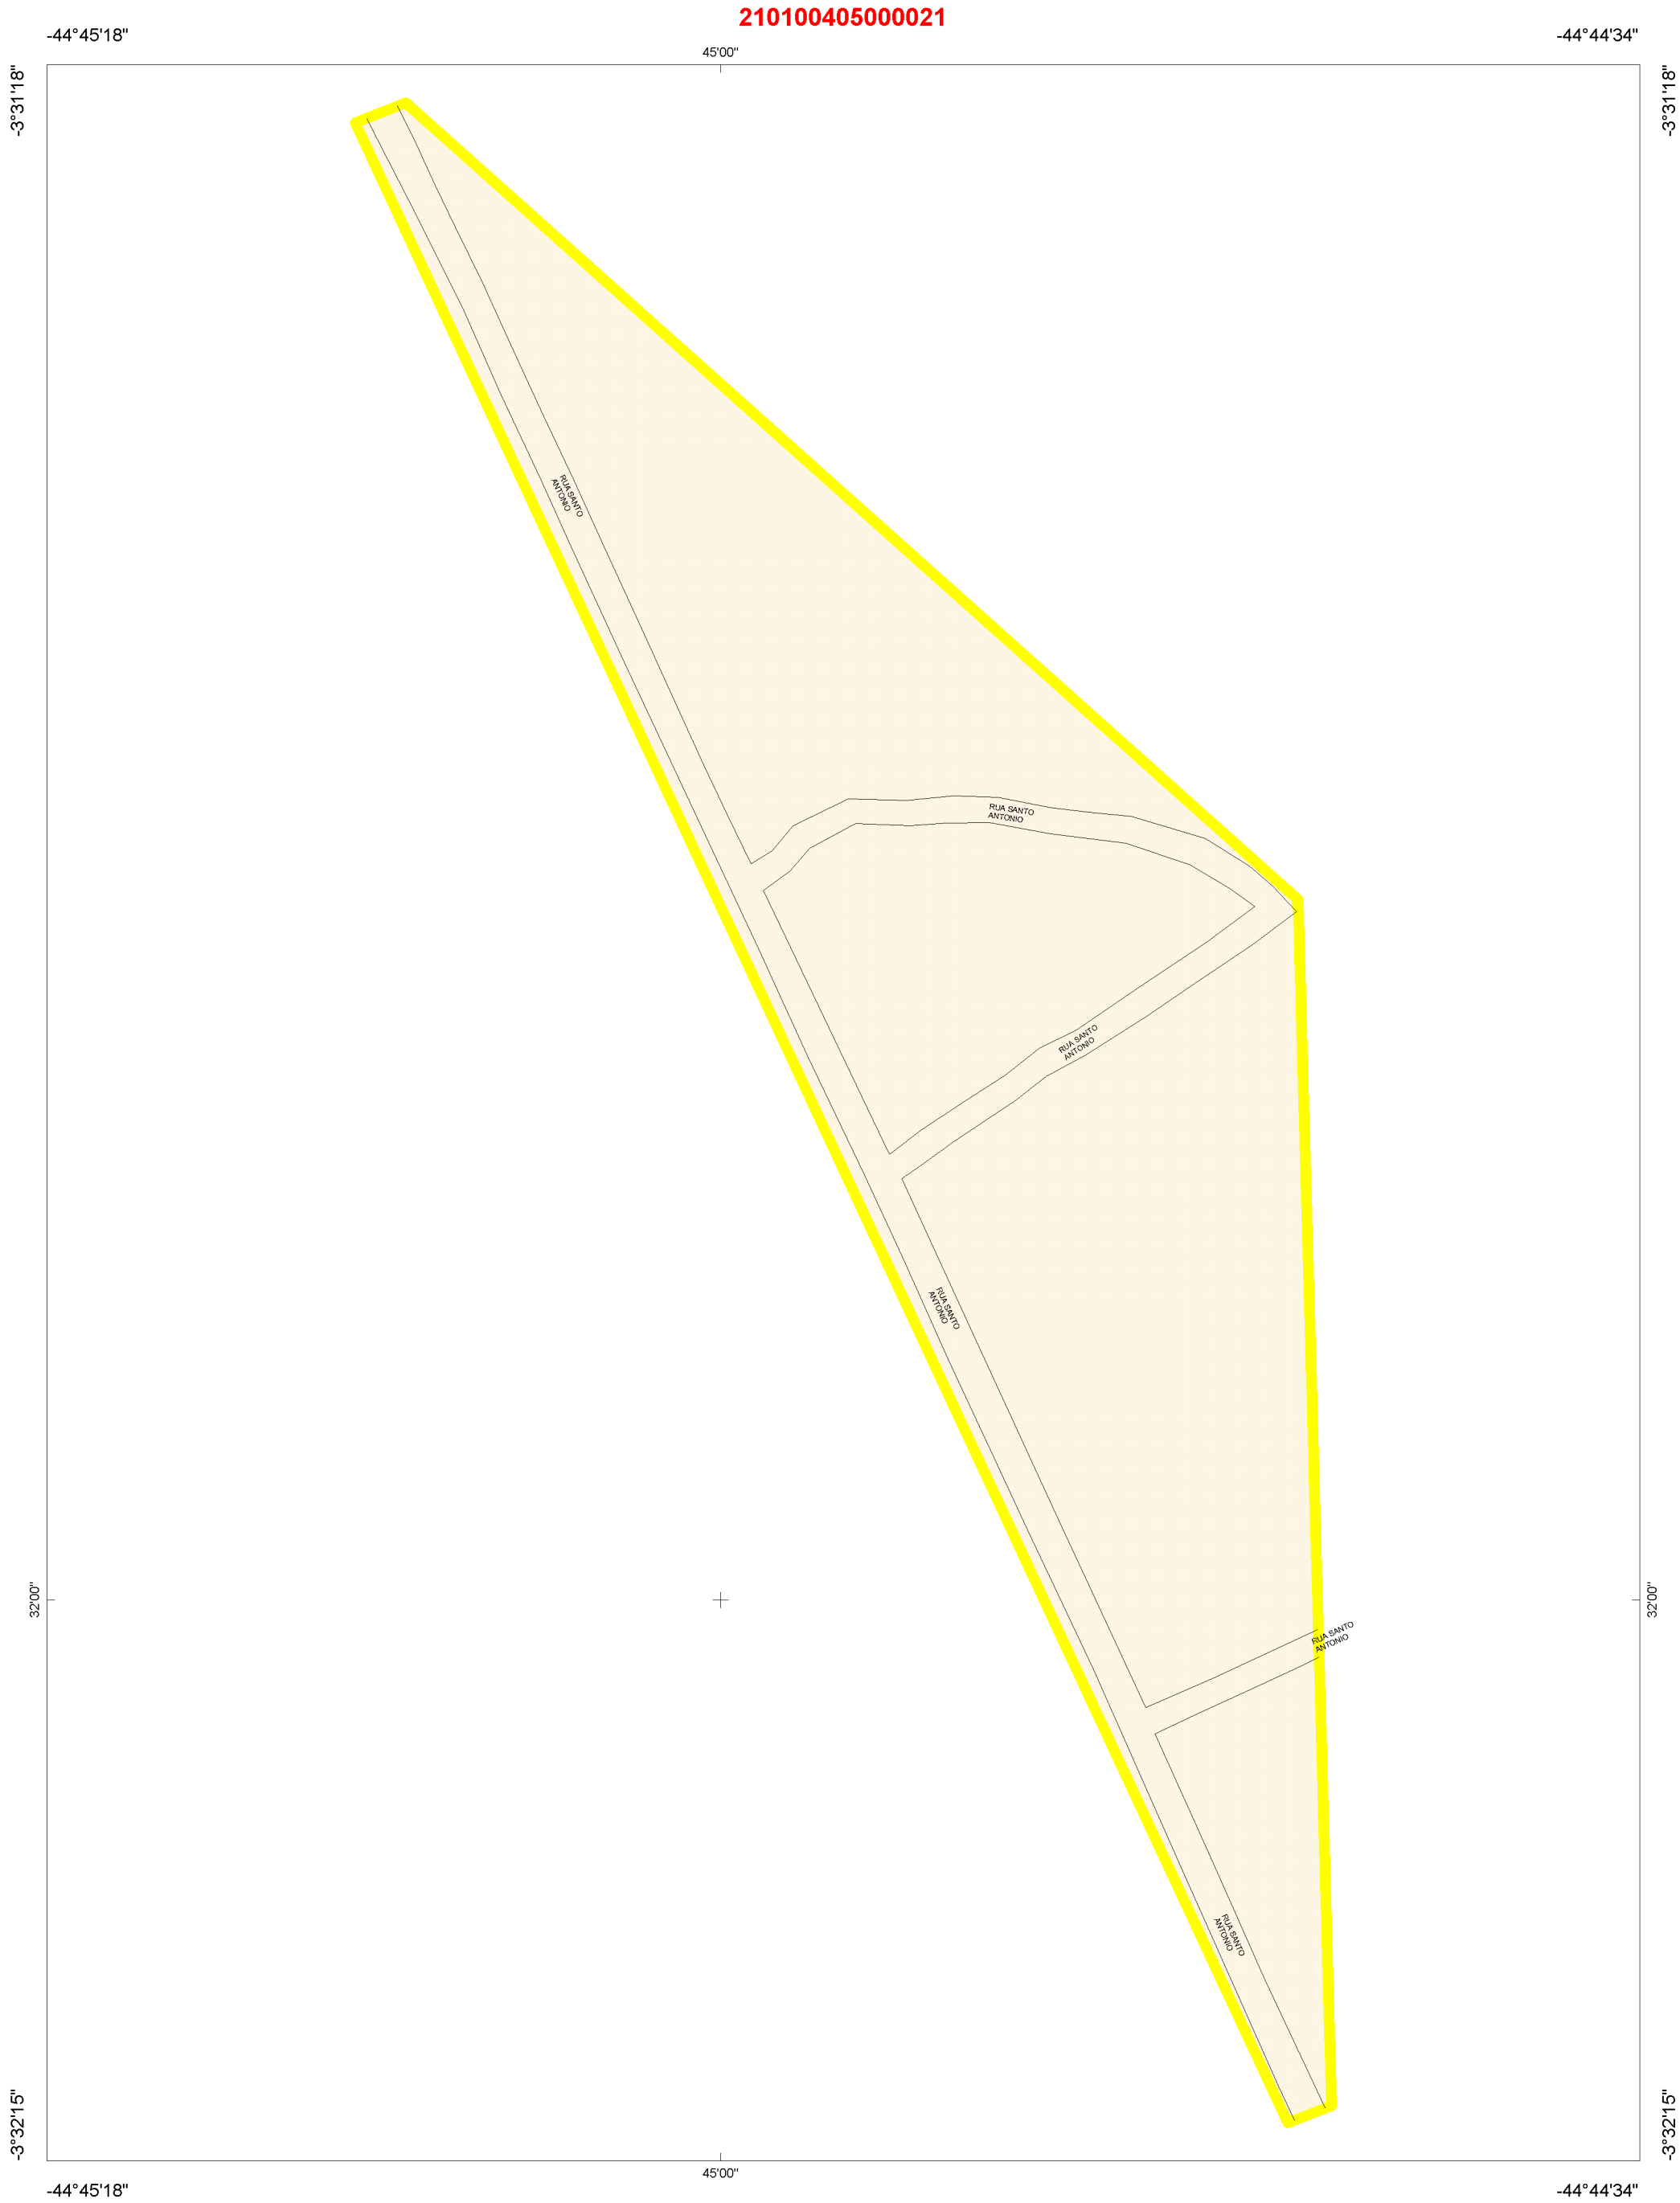 210100405000021
-44°45'18"
45'00"
-44°44'34"
-3°31'18"
-3°31'18"
RUA SANTO
ANTONIO
RUA SANTO
ANTONIO
RUA SANTO
ANTONIO
RUA SANTO
ANTONIO
32'00"
32'00"
RUA SANTO
ANTONIO
RUA SANTO
ANTONIO
-3°32'15"
-3°32'15"
-44°45'18"
45'00"
-44°44'34"